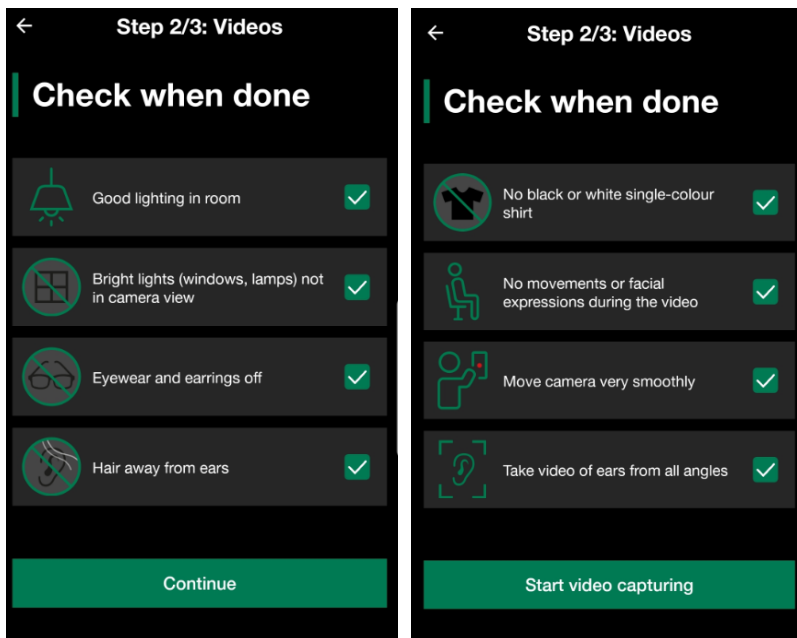 Step 2/3: Videos
Check when done
Good lighting in room
Bright lights (windows, lamps) not
in camera view
Eyewear and earrings off
Hair away from ears
Continue
Step 2/3: Videos
Check when done
No black or white single-colour
shirt
No movements or facial
expressions during the video
Move camera very smoothly
Take video of ears from all angles
Start video capturing